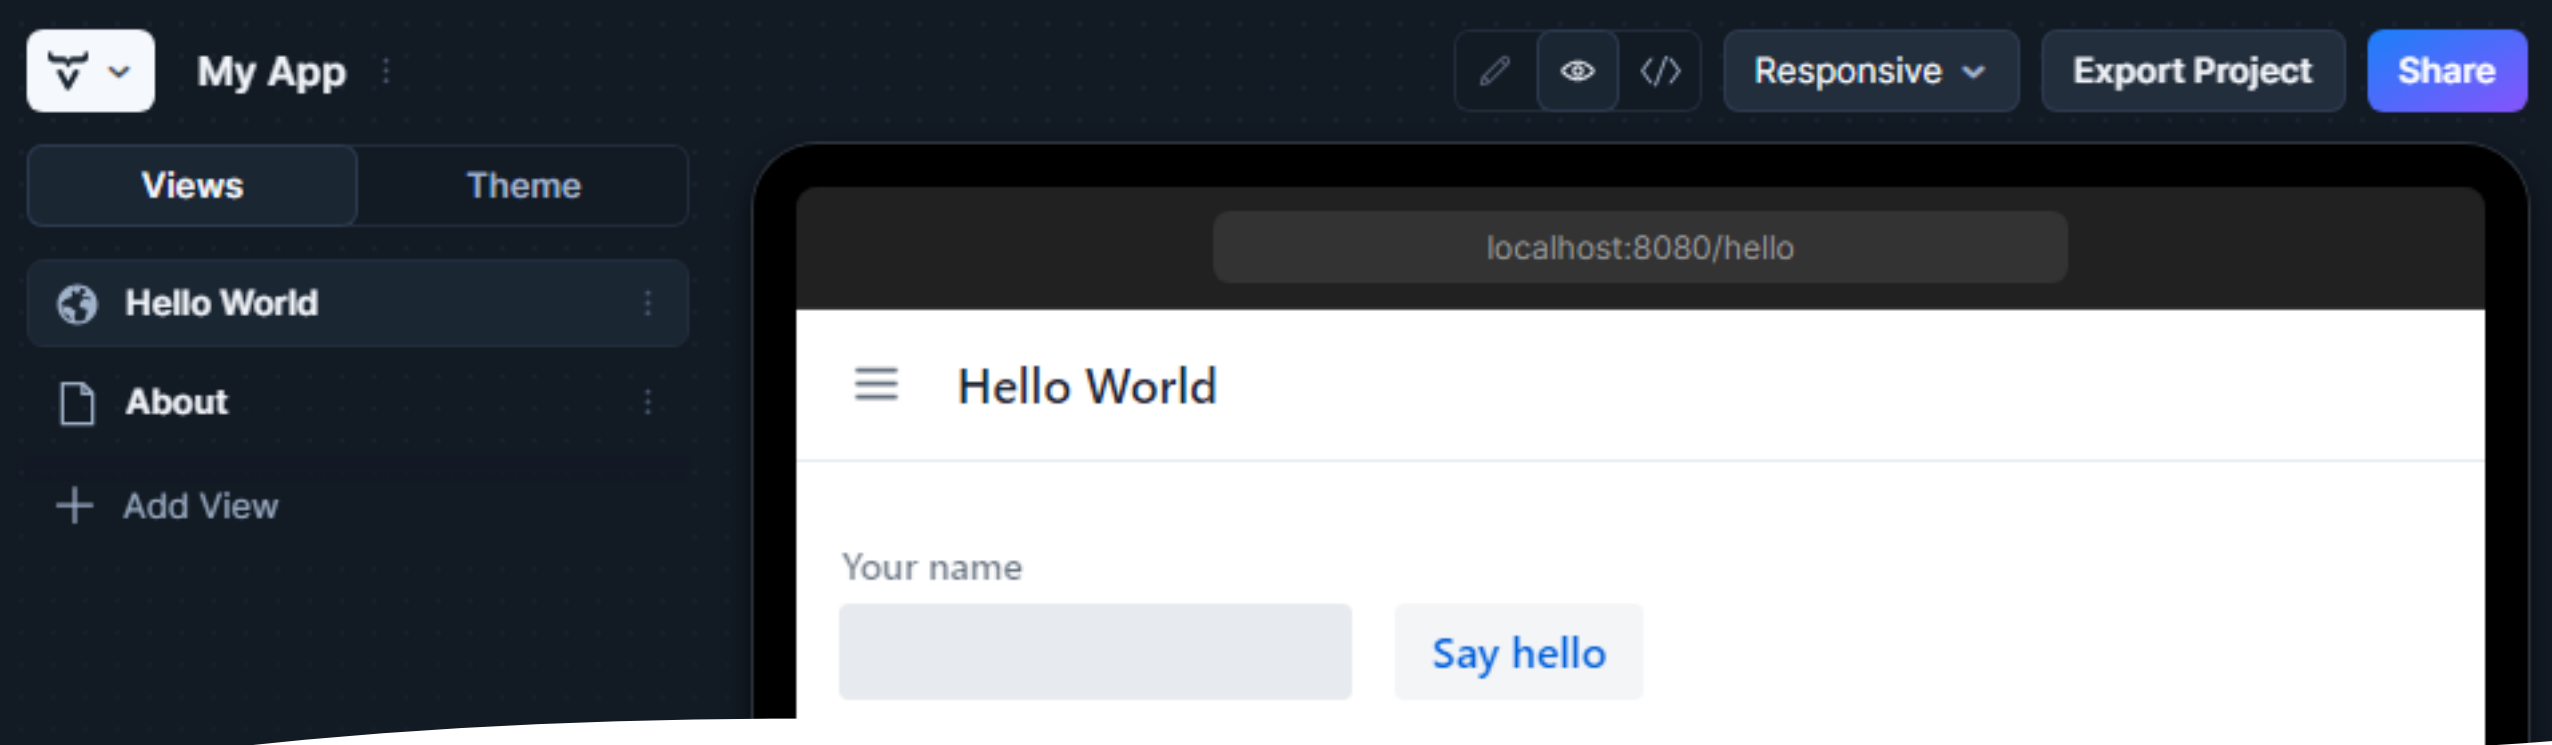 My App
Responsive
Export Project
Share
Views
Theme
localhost:8080/hello
Hello World
Hello World
About
Add View
Your name
Say hello